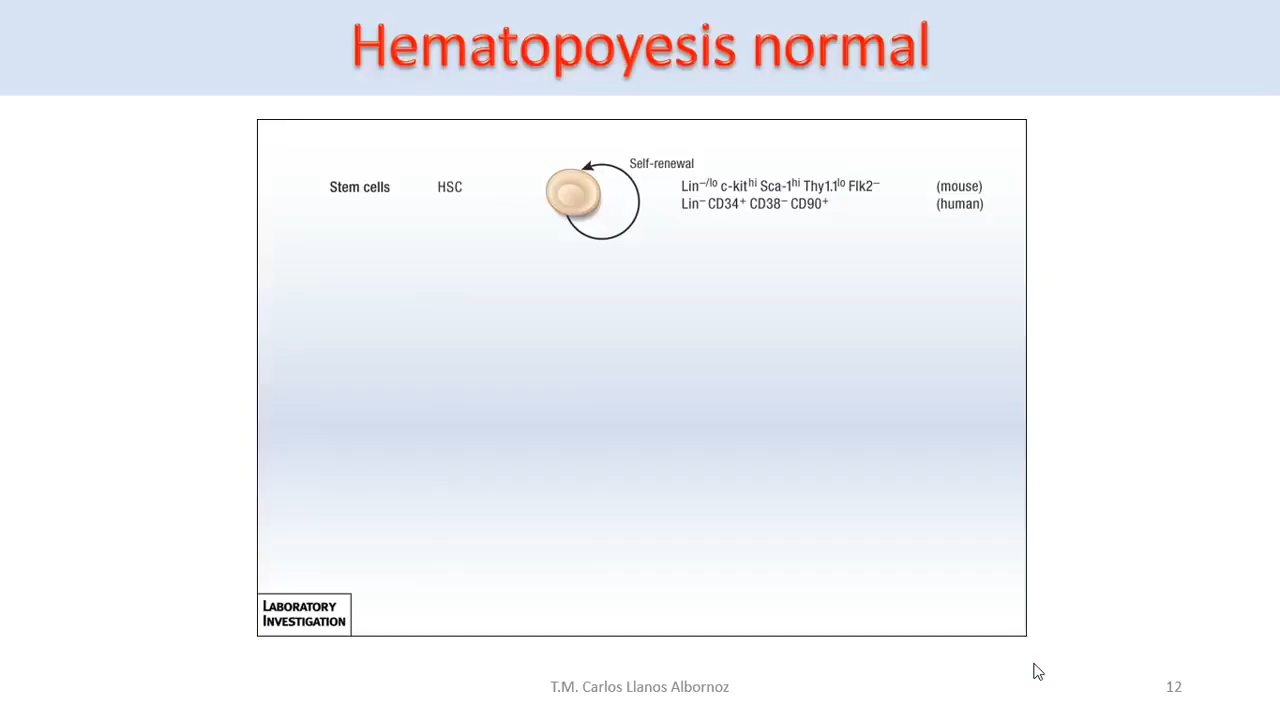 Hematopoyesis normal
Self-renewal
Stem cells HSC Lin⁻/ˡᵒ c-kitʰⁱ Sca-1ʰⁱ Thy1.1ˡᵒ Flk2⁻ (mouse)
Lin⁻ CD34⁺ CD38⁻ CD90⁺ (human)
LABORATORY
INVESTIGATION
T.M. Carlos Llanos Albornoz 12